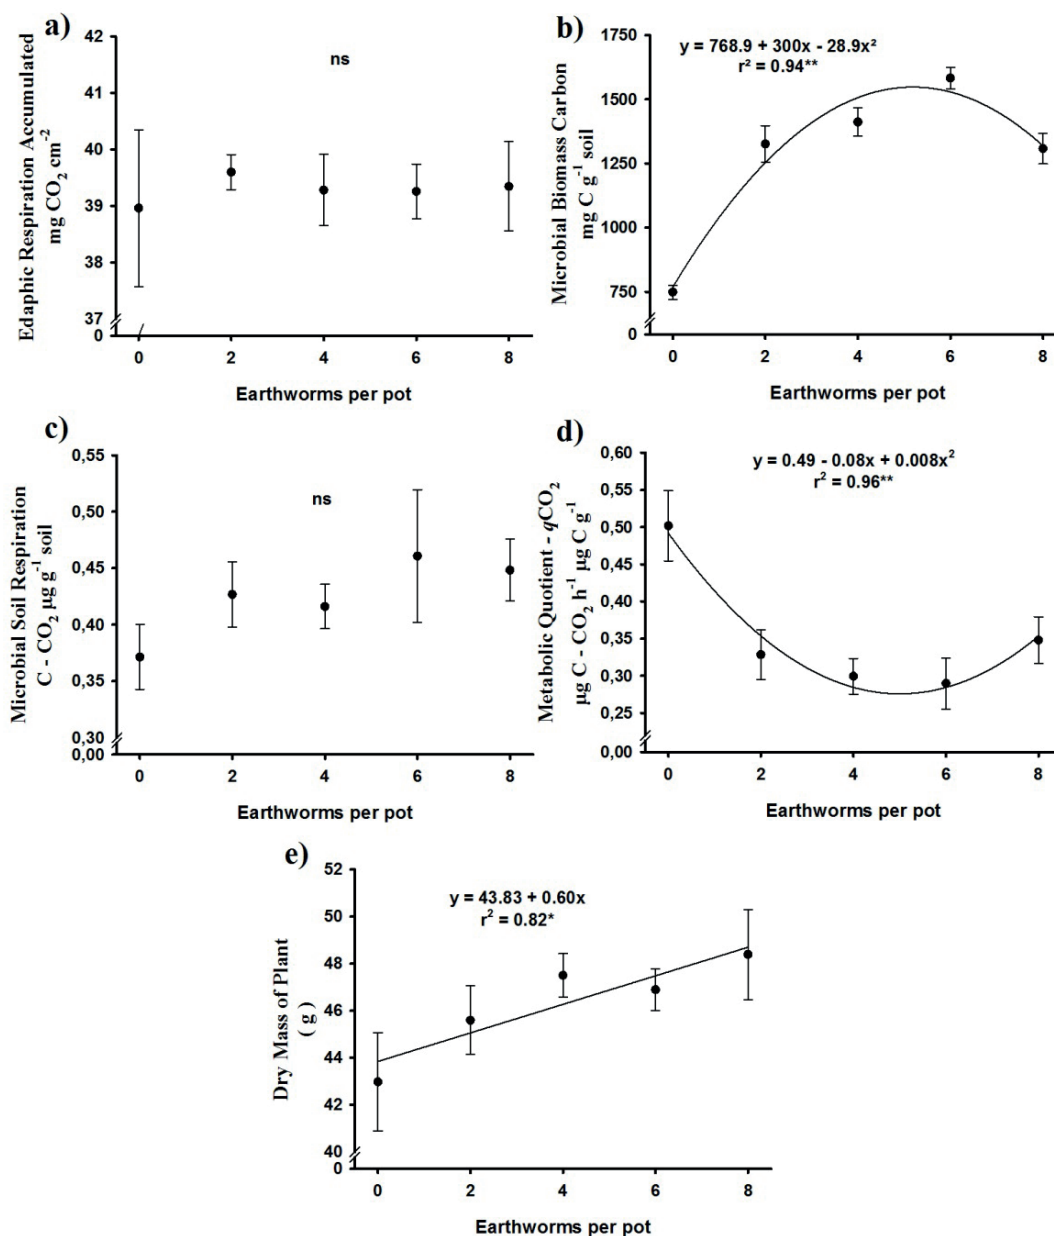 a)
Edaphic Respiration Accumulated
mg CO₂ cm⁻²
42
41
40
39
38
37
0
ns
0 2 4 6 8
Earthworms per pot
b)
Microbial Biomass Carbon
mg C g⁻¹ soil
1750
1500
1250
1000
750
0
y = 768.9 + 300x - 28.9x²
r² = 0.94**
0 2 4 6 8
Earthworms per pot
c)
Microbial Soil Respiration
C - CO₂ µg g⁻¹ soil
0,55
0,50
0,45
0,40
0,35
0,30
0,00
ns
0 2 4 6 8
Earthworms per pot
d)
Metabolic Quotient - qCO₂
µg C - CO₂ h⁻¹ µg C g⁻¹
0,60
0,55
0,50
0,45
0,40
0,35
0,30
0,25
0,00
y = 0.49 - 0.08x + 0.008x²
r² = 0.96**
0 2 4 6 8
Earthworms per pot
e)
Dry Mass of Plant
( g )
52
50
48
46
44
42
40
0
y = 43.83 + 0.60x
r² = 0.82*
0 2 4 6 8
Earthworms per pot